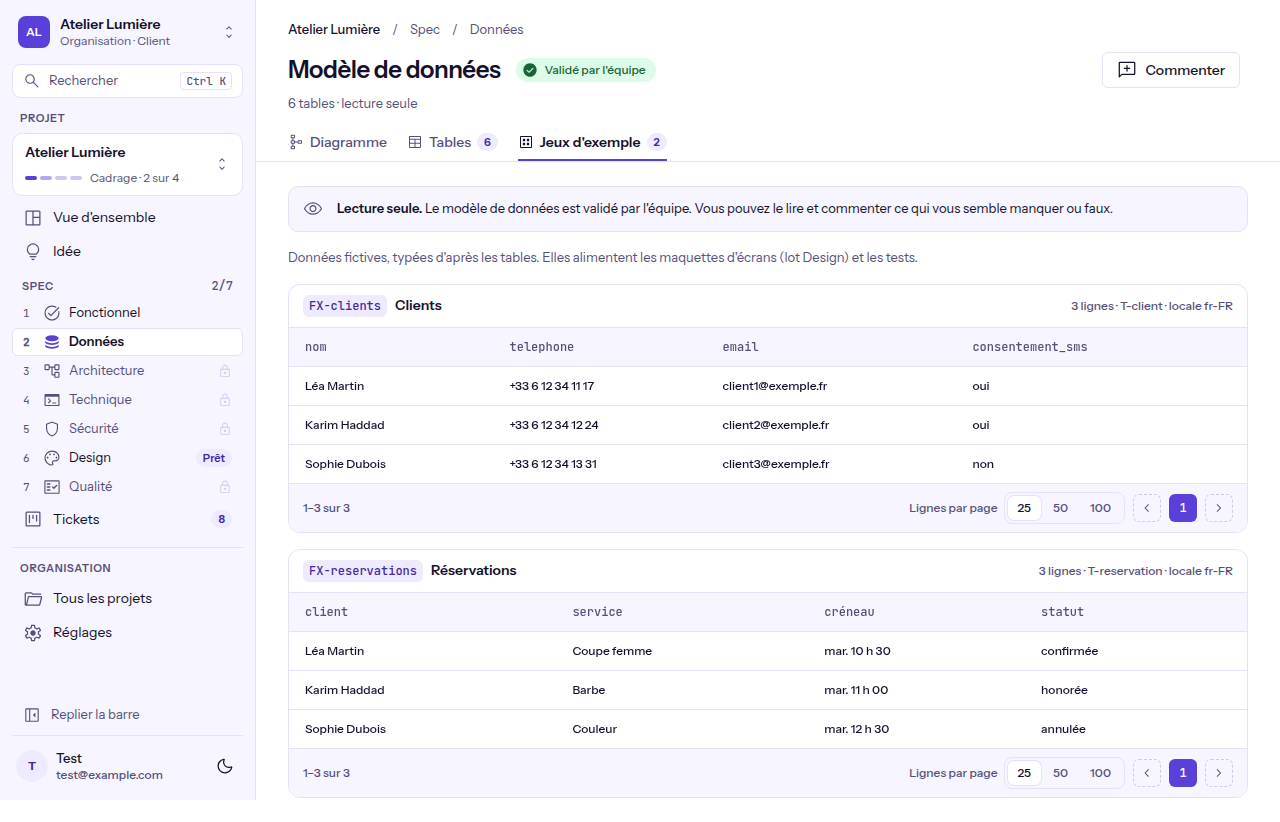 AL
Atelier Lumière
Organisation · Client
Rechercher
Ctrl K
PROJET
Atelier Lumière
Cadrage · 2 sur 4
Vue d'ensemble
Idée
SPEC 2/7
1 Fonctionnel
2 Données
3 Architecture
4 Technique
5 Sécurité
6 Design Prêt
7 Qualité
Tickets 8
ORGANISATION
Tous les projets
Réglages
Replier la barre
T
Test
test@example.com
Atelier Lumière / Spec / Données
Modèle de données
Validé par l'équipe
Commenter
6 tables · lecture seule
Diagramme
Tables 6
Jeux d'exemple 2
Lecture seule. Le modèle de données est validé par l'équipe. Vous pouvez le lire et commenter ce qui vous semble manquer ou faux.
Données fictives, typées d'après les tables. Elles alimentent les maquettes d'écrans (lot Design) et les tests.
FX-clients Clients 3 lignes · T-client · locale fr-FR
nom telephone email consentement_sms
Léa Martin +33 6 12 34 11 17 client1@exemple.fr oui
Karim Haddad +33 6 12 34 12 24 client2@exemple.fr oui
Sophie Dubois +33 6 12 34 13 31 client3@exemple.fr non
1–3 sur 3 Lignes par page 25 50 100 1
FX-reservations Réservations 3 lignes · T-reservation · locale fr-FR
client service créneau statut
Léa Martin Coupe femme mar. 10 h 30 confirmée
Karim Haddad Barbe mar. 11 h 00 honorée
Sophie Dubois Couleur mar. 12 h 30 annulée
1–3 sur 3 Lignes par page 25 50 100 1